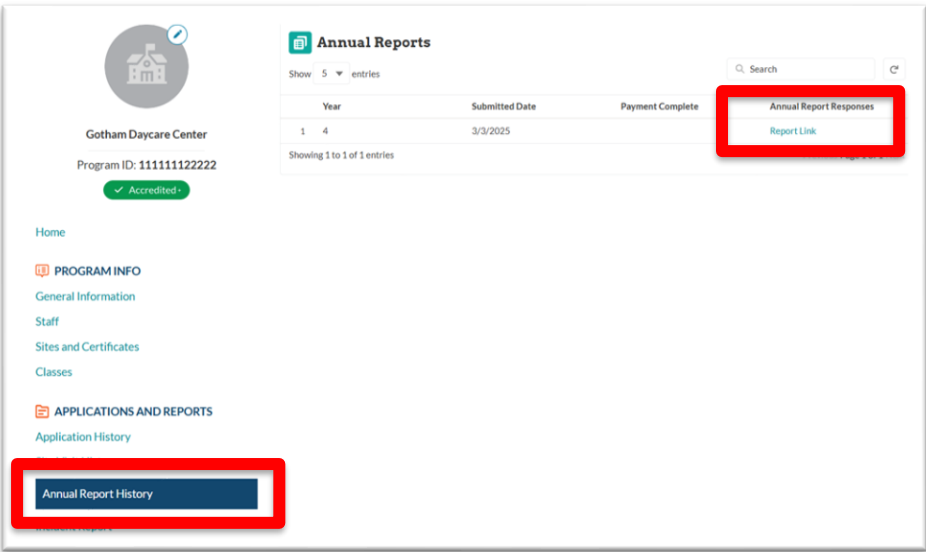 Gotham Daycare Center
Program ID: 111111122222
Accredited
Home
PROGRAM INFO
General Information
Staff
Sites and Certificates
Classes
APPLICATIONS AND REPORTS
Application History
Annual Report History
Incident Report
Annual Reports
Show 5 entries
Search
Year Submitted Date Payment Complete Annual Report Responses
1 4 3/3/2025 Report Link
Showing 1 to 1 of 1 entries